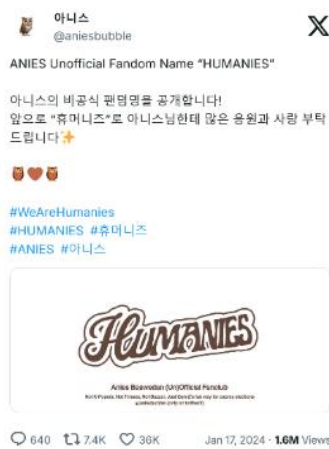 아니스
@aniesbubble
ANIES Unofficial Fandom Name “HUMANIES”
아니스의 비공식 팬덤명을 공개합니다!
앞으로 “휴머니즈”로 아니스님한테 많은 응원과 사랑 부탁
드립니다✨
🦉🤎🦉
#WeAreHumanies
#HUMANIES #휴머니즈
#ANIES #아니스
HUMANIES
(Un)Official Fanclub
640 7.4K 36K Jan 17, 2024 · 1.6M Views